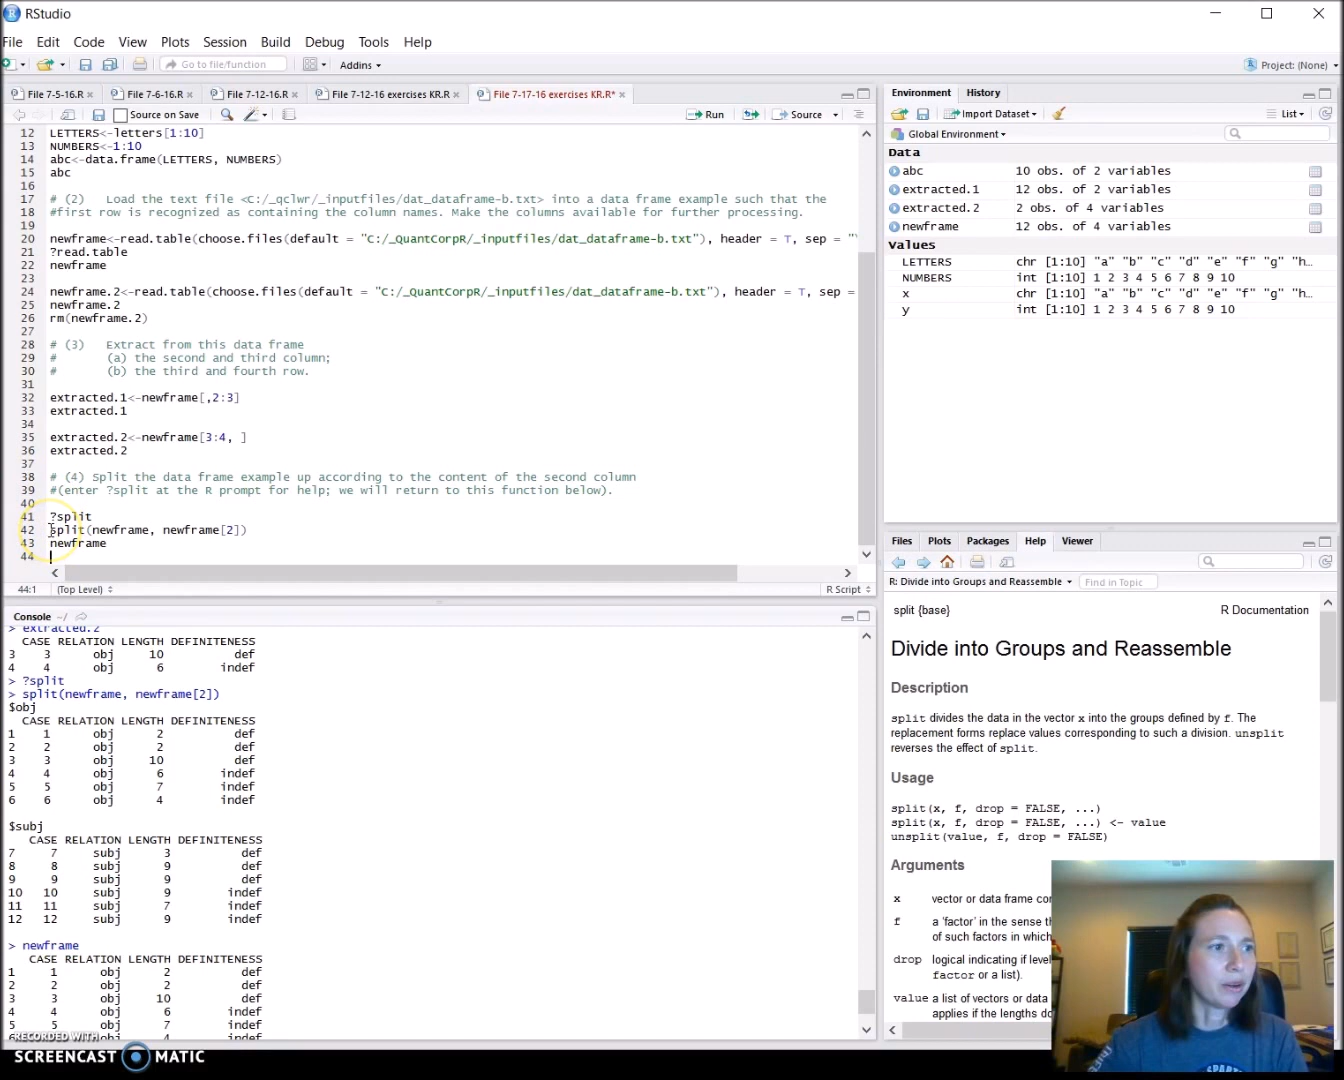 RStudio
File Edit Code View Plots Session Build Debug Tools Help
Go to file/function Addins Project: (None)
File 7-5-16.R File 7-6-16.R File 7-12-16.R File 7-12-16 exercises KR.R File 7-17-16 exercises KR.R*
Source on Save Run Source
12 LETTERS<-letters[1:10]
13 NUMBERS<-1:10
14 abc<-data.frame(LETTERS, NUMBERS)
15 abc
16
17 # (2) Load the text file <C:/_qclwr/_inputfiles/dat_dataframe-b.txt> into a data frame example such that the
18 #first row is recognized as containing the column names. Make the columns available for further processing.
19
20 newframe<-read.table(choose.files(default = "C:/_QuantCorpR/_inputfiles/dat_dataframe-b.txt"), header = T, sep = "
21 ?read.table
22 newframe
23
24 newframe.2<-read.table(choose.files(default = "C:/_QuantCorpR/_inputfiles/dat_dataframe-b.txt"), header = T, sep =
25 newframe.2
26 rm(newframe.2)
27
28 # (3) Extract from this data frame
29 # (a) the second and third column;
30 # (b) the third and fourth row.
31
32 extracted.1<-newframe[,2:3]
33 extracted.1
34
35 extracted.2<-newframe[3:4, ]
36 extracted.2
37
38 # (4) Split the data frame example up according to the content of the second column
39 #(enter ?split at the R prompt for help; we will return to this function below).
40
41 ?split
42 split(newframe, newframe[2])
43 newframe
44
44:1 (Top Level) R Script
Console ~/
> extracted.2
CASE RELATION LENGTH DEFINITENESS
3 3 obj 10 def
4 4 obj 6 indef
> ?split
> split(newframe, newframe[2])
$obj
CASE RELATION LENGTH DEFINITENESS
1 1 obj 2 def
2 2 obj 2 def
3 3 obj 10 def
4 4 obj 6 indef
5 5 obj 7 indef
6 6 obj 4 indef
$subj
CASE RELATION LENGTH DEFINITENESS
7 7 subj 3 def
8 8 subj 9 def
9 9 subj 9 def
10 10 subj 9 indef
11 11 subj 7 indef
12 12 subj 9 indef
> newframe
CASE RELATION LENGTH DEFINITENESS
1 1 obj 2 def
2 2 obj 2 def
3 3 obj 10 def
4 4 obj 6 indef
5 5 obj 7 indef
4 indef
RECORDED WITH
SCREENCAST MATIC
Environment History
Import Dataset List
Global Environment
Data
abc 10 obs. of 2 variables
extracted.1 12 obs. of 2 variables
extracted.2 2 obs. of 4 variables
newframe 12 obs. of 4 variables
Values
LETTERS chr [1:10] "a" "b" "c" "d" "e" "f" "g" "h…
NUMBERS int [1:10] 1 2 3 4 5 6 7 8 9 10
x chr [1:10] "a" "b" "c" "d" "e" "f" "g" "h…
y int [1:10] 1 2 3 4 5 6 7 8 9 10
Files Plots Packages Help Viewer
R: Divide into Groups and Reassemble Find in Topic
split {base} R Documentation
Divide into Groups and Reassemble
Description
split divides the data in the vector x into the groups defined by f. The
replacement forms replace values corresponding to such a division. unsplit
reverses the effect of split.
Usage
split(x, f, drop = FALSE, ...)
split(x, f, drop = FALSE, ...) <- value
unsplit(value, f, drop = FALSE)
Arguments
x vector or data frame
f a 'factor' in the sense
of such factors in which
drop logical indicating if
factor or a list).
value a list of vectors or data
applies if the lengths